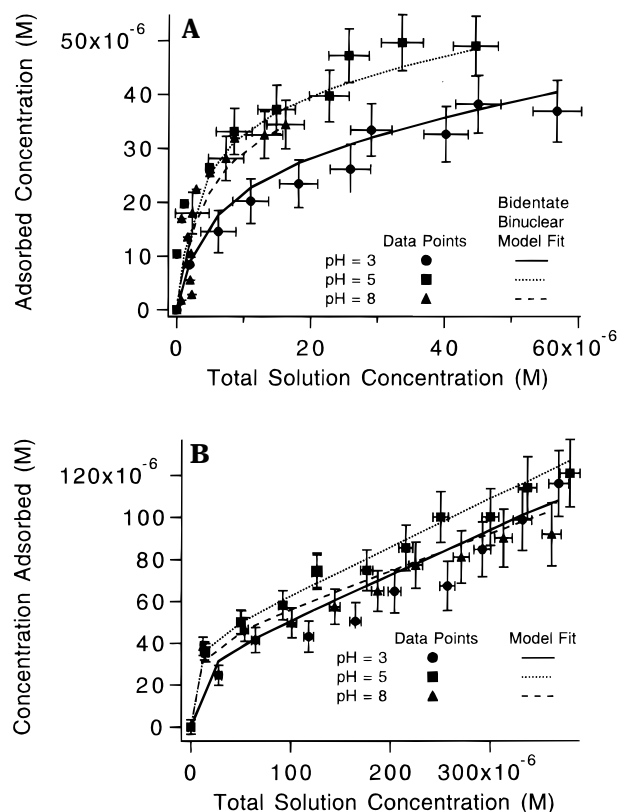 A
50x10-6
40
30
20
10
0
Adsorbed Concentration (M)
Bidentate
Binuclear
Data Points Model Fit
pH = 3
pH = 5
pH = 8
0 20 40 60x10-6
Total Solution Concentration (M)
B
120x10-6
100
80
60
40
20
0
Concentration Adsorbed (M)
Data Points Model Fit
pH = 3
pH = 5
pH = 8
0 100 200 300x10-6
Total Solution Concentration (M)